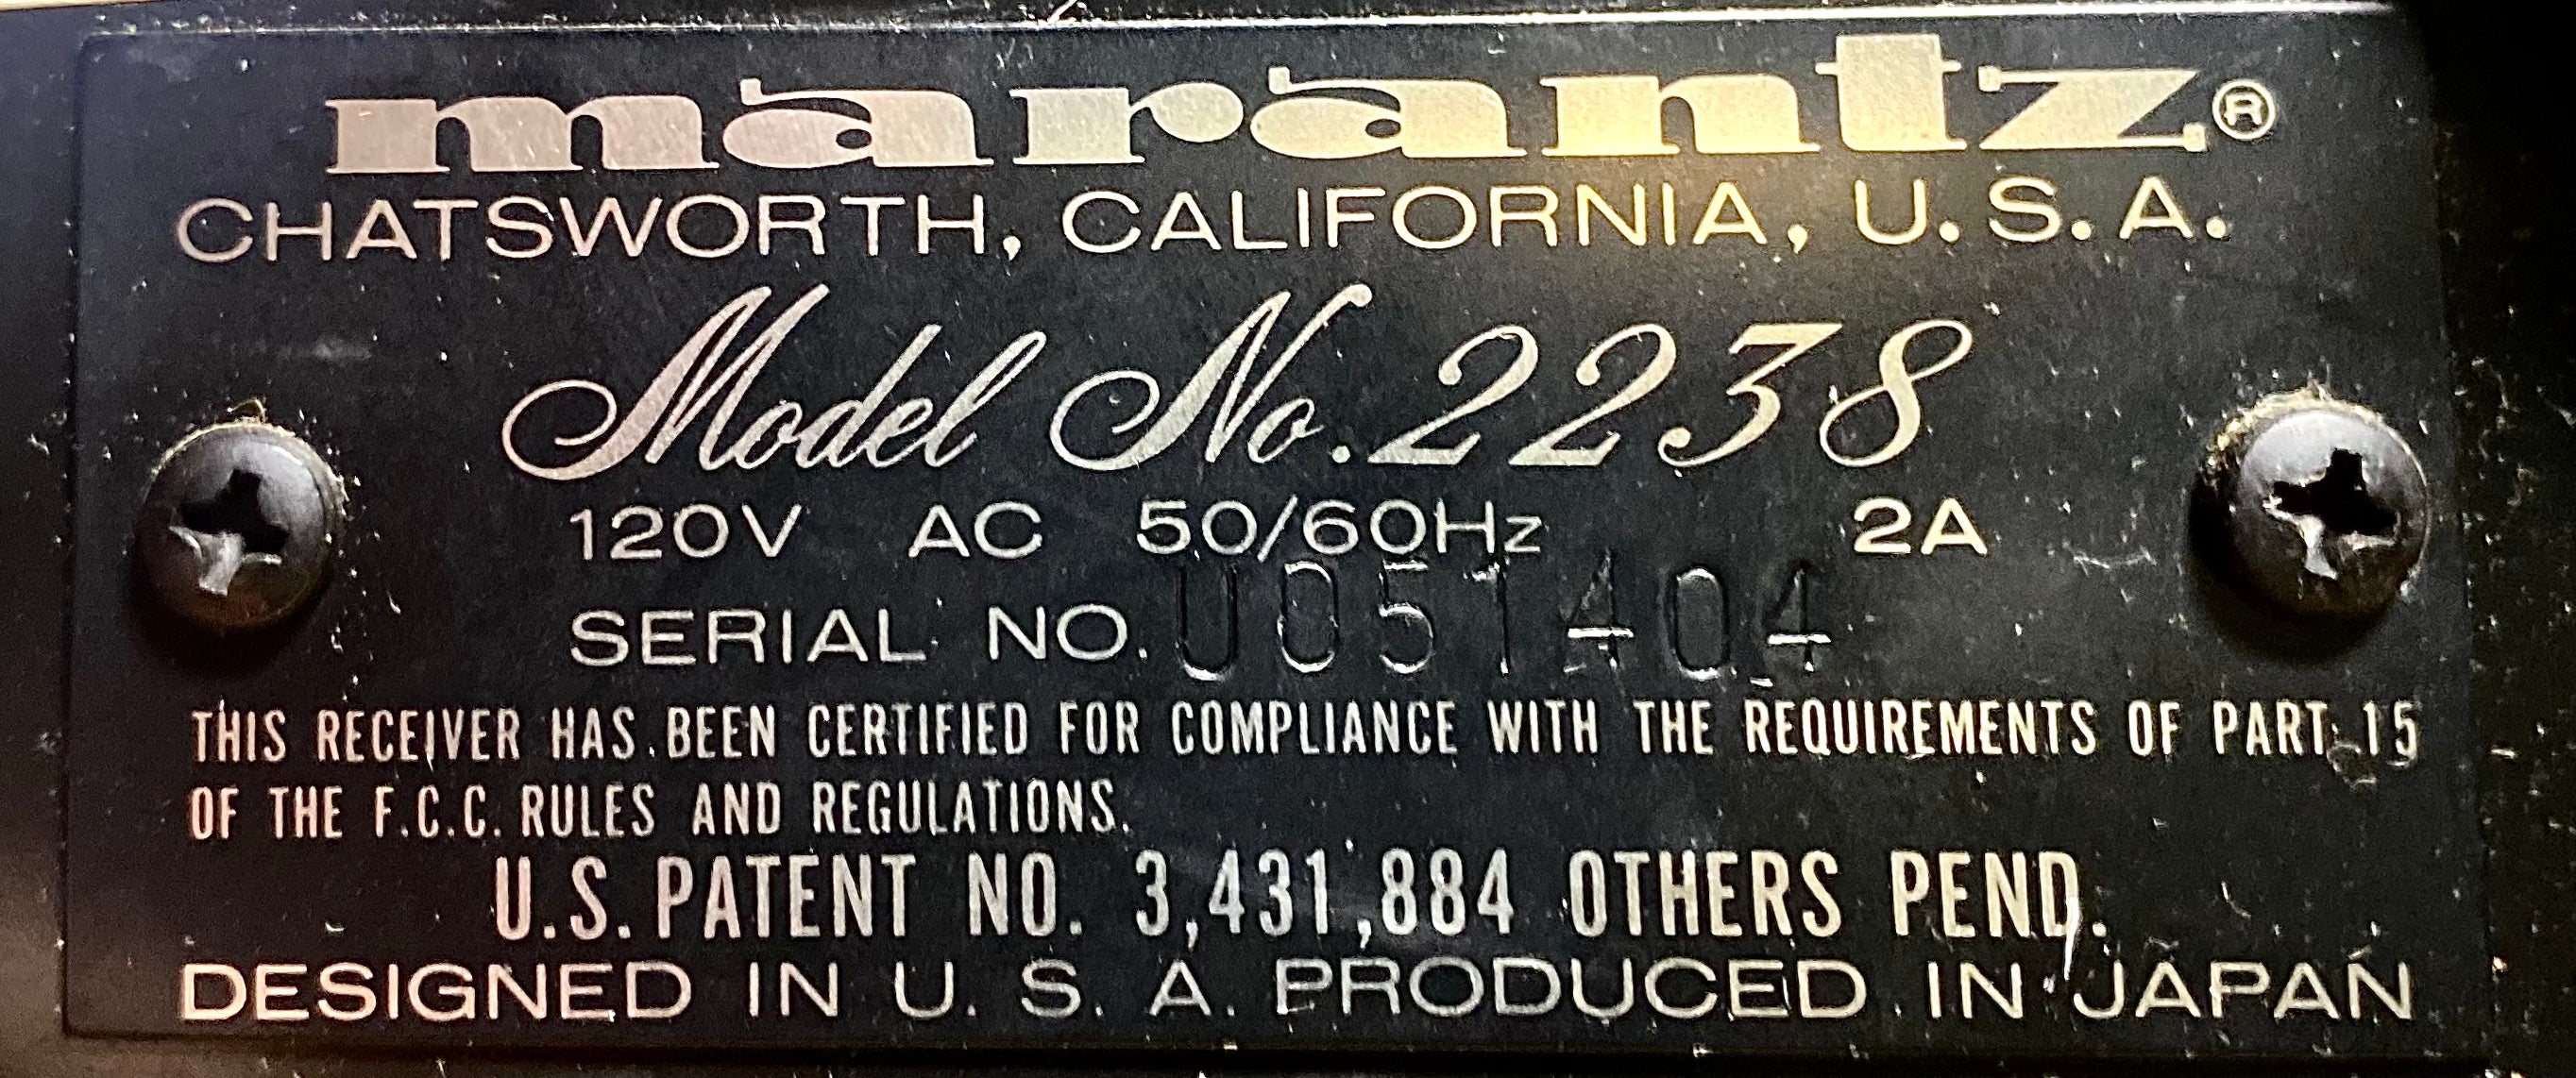 marantz®
CHATSWORTH, CALIFORNIA, U.S.A.
Model No. 2238
120V AC 50/60Hz 2A
SERIAL NO. U051404
THIS RECEIVER HAS BEEN CERTIFIED FOR COMPLIANCE WITH THE REQUIREMENTS OF PART 15
OF THE F.C.C. RULES AND REGULATIONS.
U.S. PATENT NO. 3,431,884 OTHERS PEND.
DESIGNED IN U. S. A. PRODUCED IN JAPAN